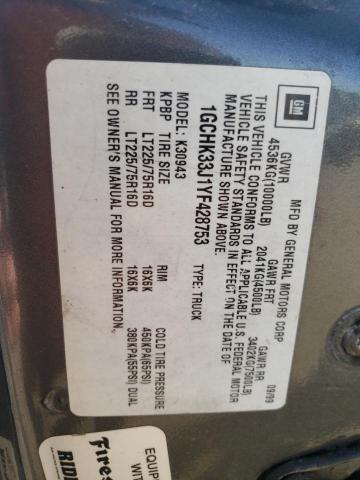 GM
MFD BY GENERAL MOTORS CORP
09/99
GVWR GAWR FRT GAWR RR
4536KG(10000LB) 2041KG(4500LB) 3402KG(7500LB)
THIS VEHICLE CONFORMS TO ALL APPLICABLE U.S. FEDERAL MOTOR
VEHICLE SAFETY STANDARDS IN EFFECT ON THE DATE OF
MANUFACTURE SHOWN ABOVE.
1GCHK33J1YF428753 TYPE: TRUCK
K30943
KPBP TIRE SIZE RIM COLD TIRE PRESSURE
FRT LT225/75R16D 16X6K 450KPA(65PSI)
RR LT225/75R16D 16X6K 380KPA(55PSI) DUAL
SEE OWNER'S MANUAL FOR MORE INFORMATION.
EQUIP
WIT
Fires
RIDE